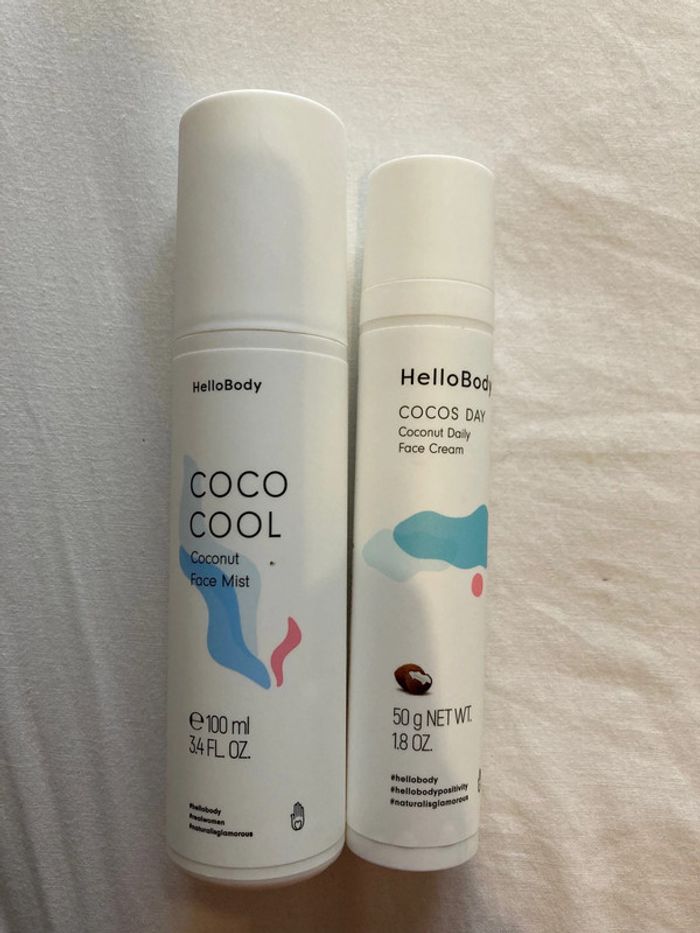 HelloBody
COCO
COOL
Coconut
Face Mist
℮100 ml
3.4 FL. OZ.
#hellobody
#realwomen
#naturalisglamorous
HelloBody
COCOS DAY
Coconut Daily
Face Cream
50 g NET WT.
1.8 OZ.
#hellobody
#hellobodypositivity
#naturalisglamorous